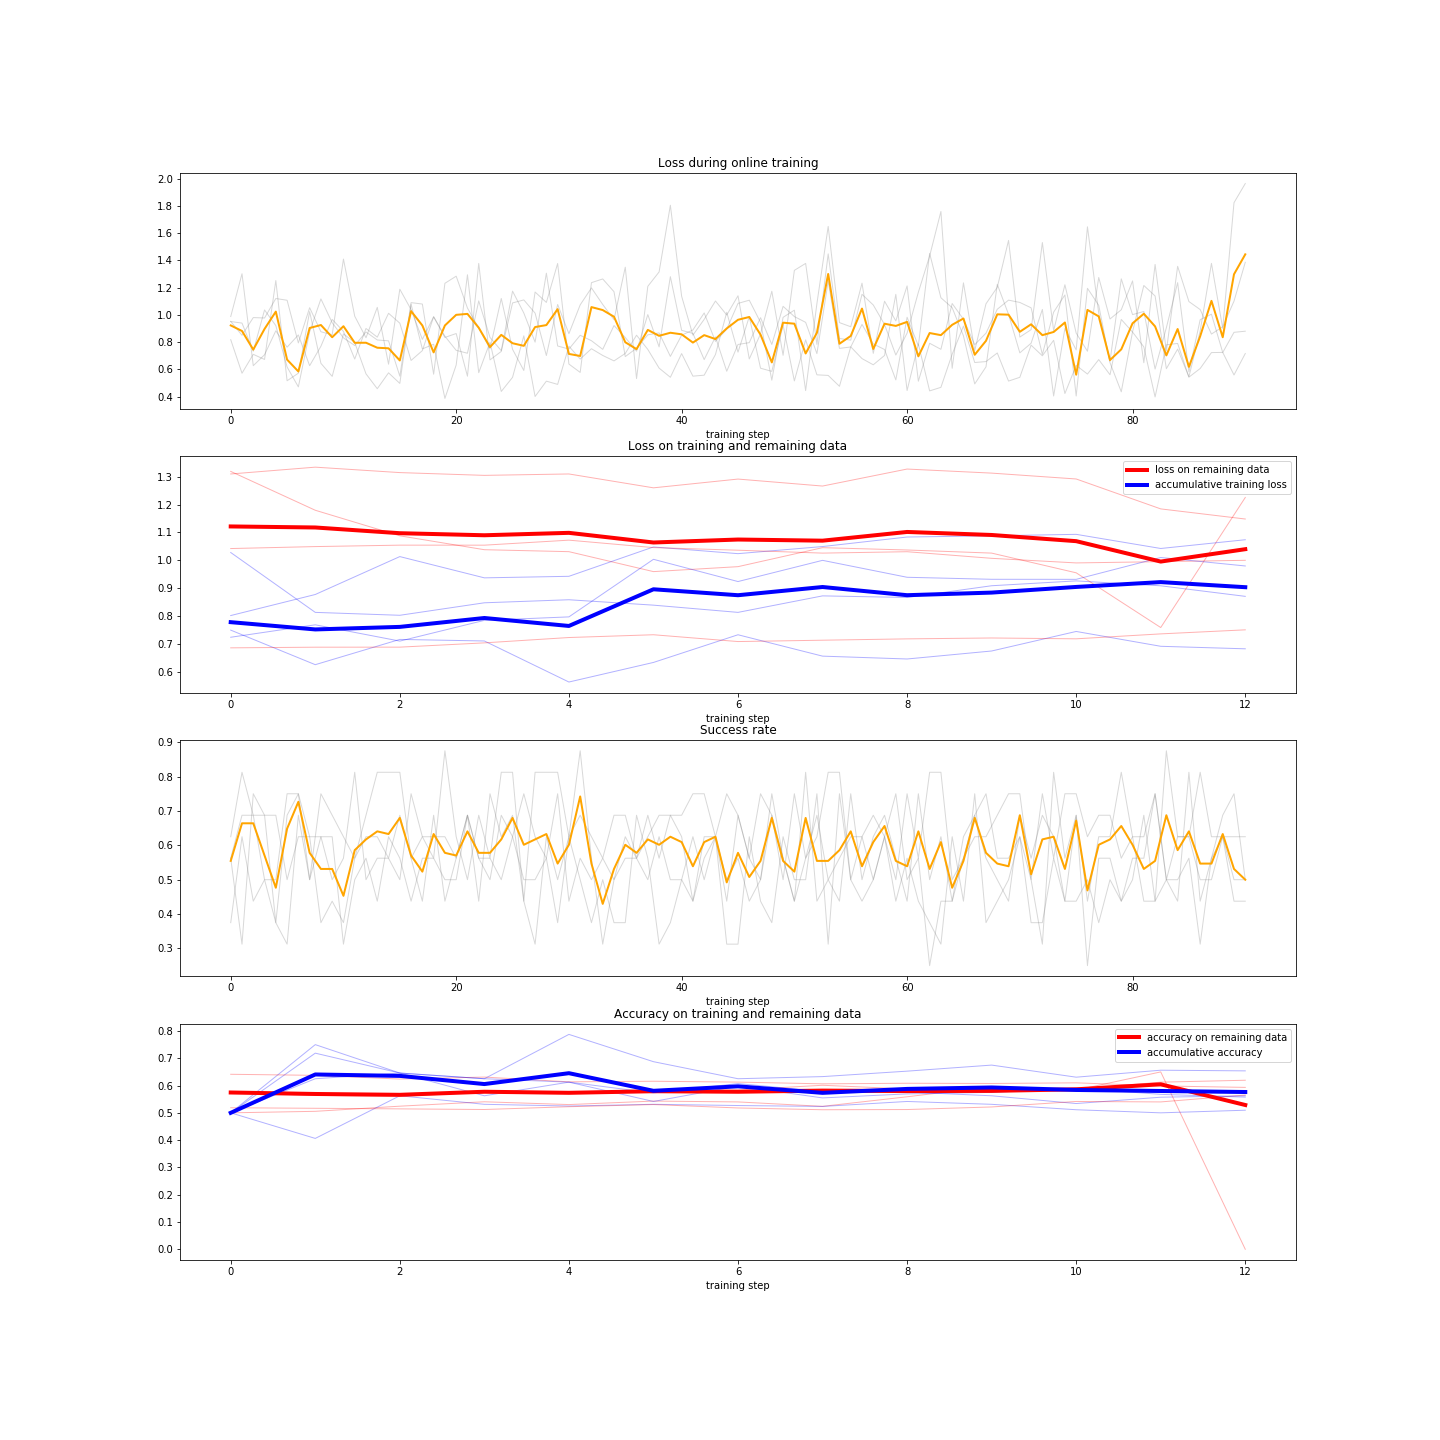 Loss during online training
2.0
1.8
1.6
1.4
1.2
1.0
0.8
0.6
0.4
0 20 40 60 80
training step
Loss on training and remaining data
loss on remaining data
accumulative training loss
1.3
1.2
1.1
1.0
0.9
0.8
0.7
0.6
0 2 4 6 8 10 12
training step
Success rate
0.9
0.8
0.7
0.6
0.5
0.4
0.3
0 20 40 60 80
training step
Accuracy on training and remaining data
accuracy on remaining data
accumulative accuracy
0.8
0.7
0.6
0.5
0.4
0.3
0.2
0.1
0.0
0 2 4 6 8 10 12
training step